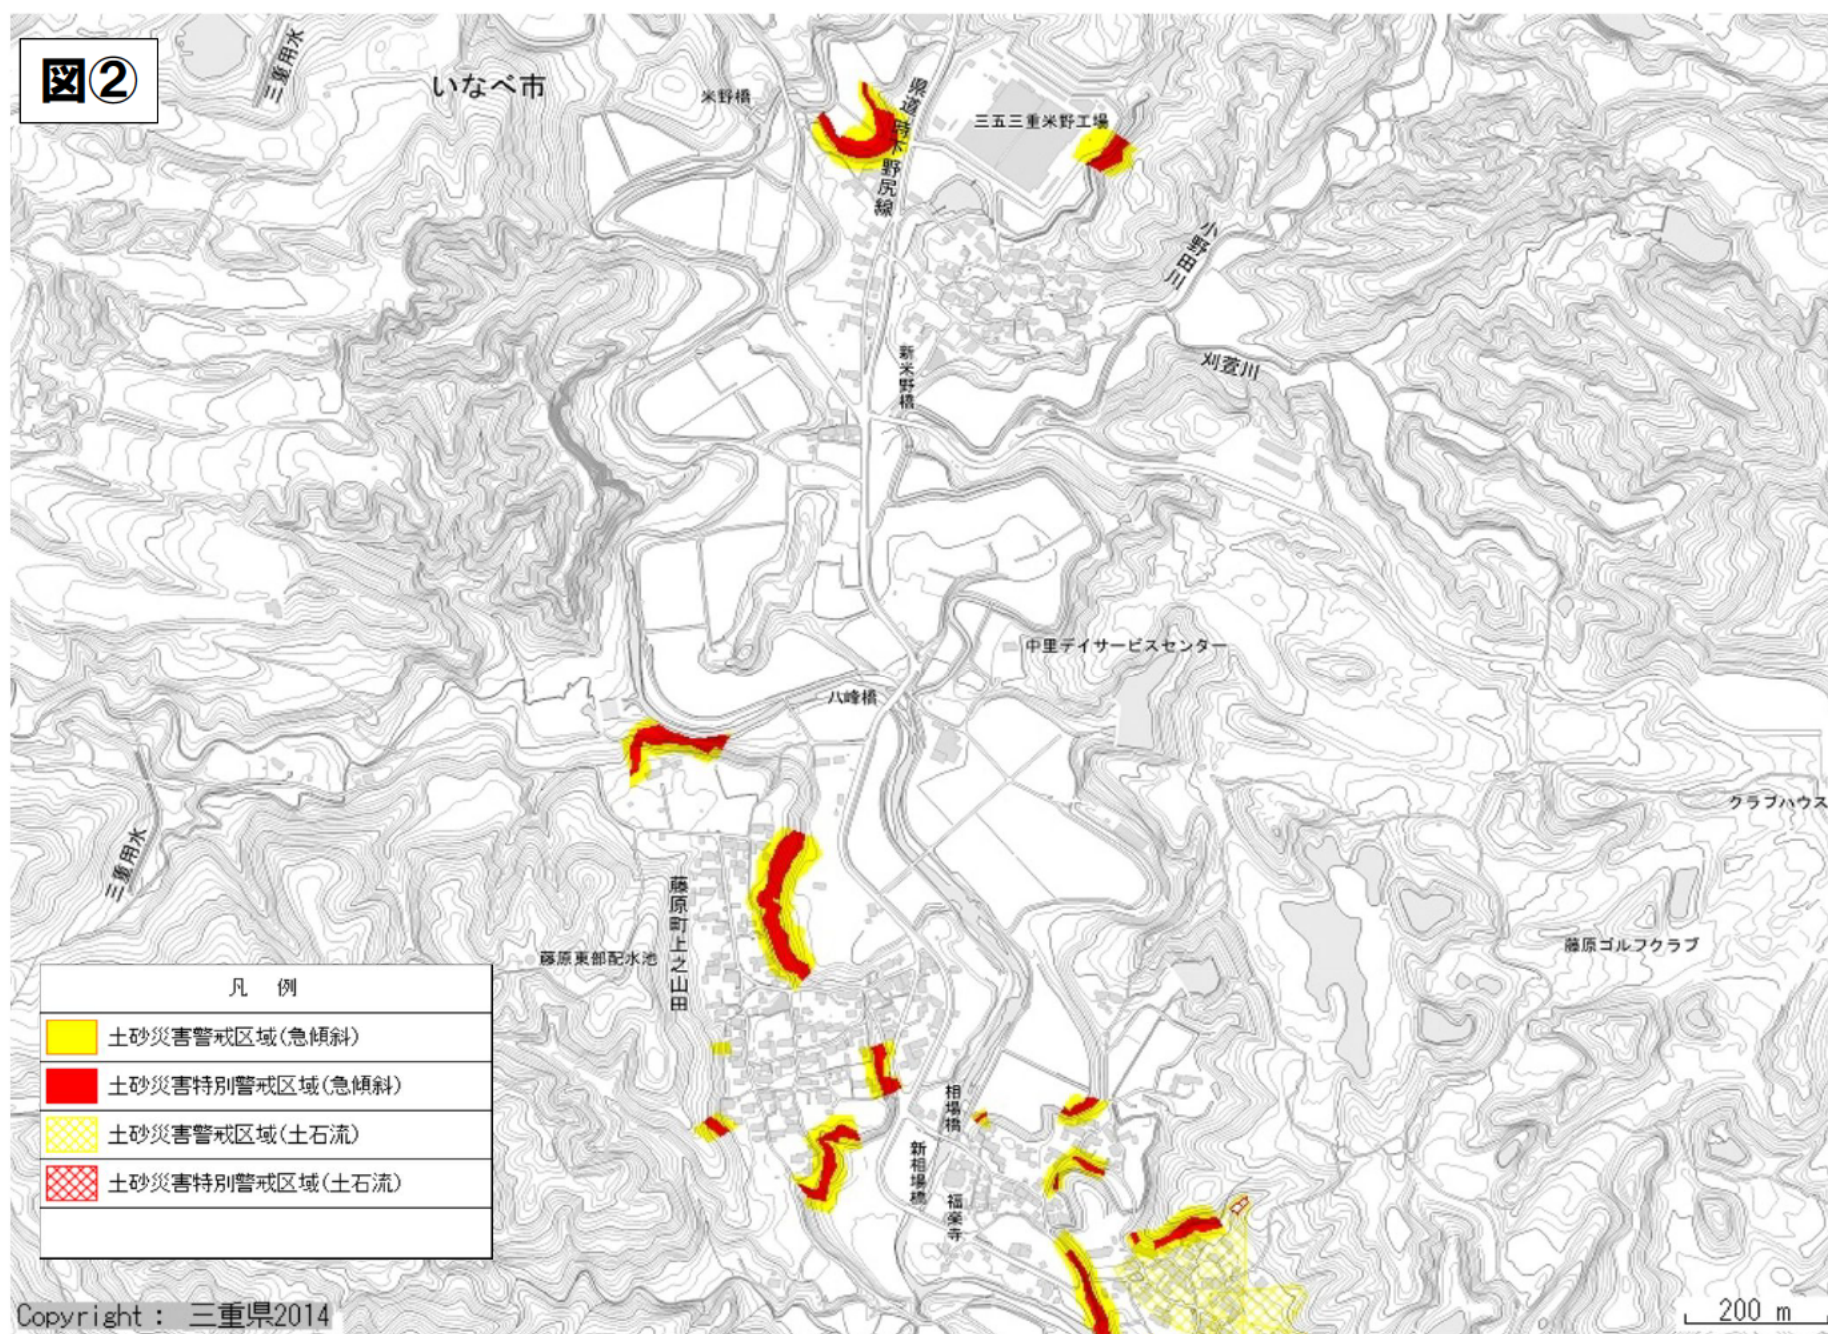 図②
三重用水
いなべ市
米野橋
県道時下野尻線
三五三重米野工場
小野田川
新米野橋
刈萱川
中里デイサービスセンター
八峰橋
クラブハウス
三重用水
藤原町上之山田
藤原東部配水池
藤原ゴルフクラブ
相場橋
新相場橋
福楽寺
凡 例
土砂災害警戒区域(急傾斜)
土砂災害特別警戒区域(急傾斜)
土砂災害警戒区域(土石流)
土砂災害特別警戒区域(土石流)
Copyright : 三重県2014
200 m